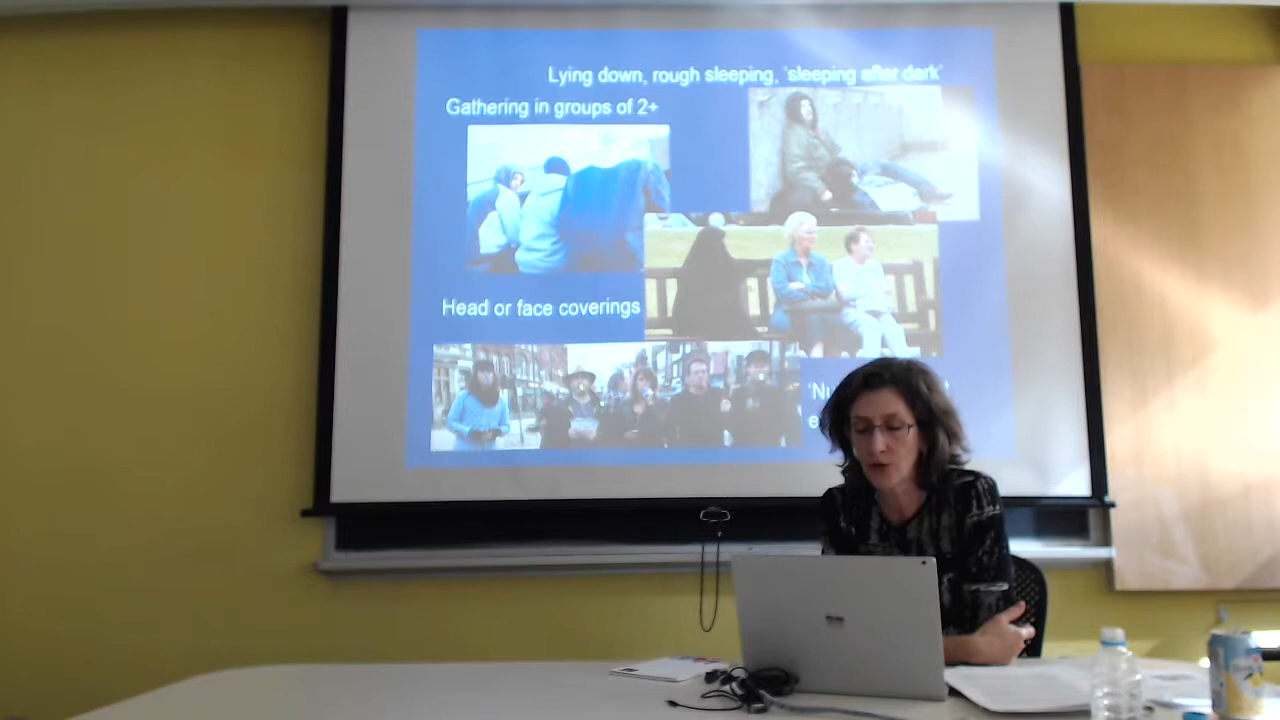 Lying down, rough sleeping, 'sleeping after dark'
Gathering in groups of 2+
Head or face coverings